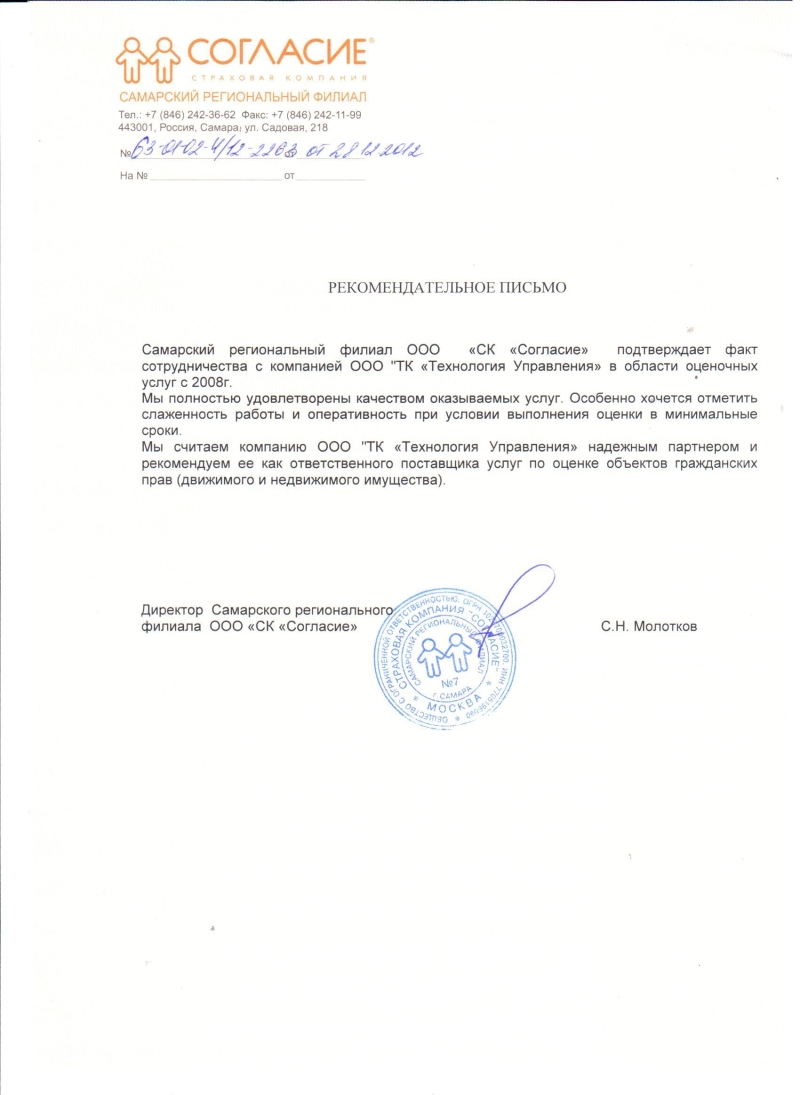 СОГЛАСИЕ®
СТРАХОВАЯ КОМПАНИЯ
САМАРСКИЙ РЕГИОНАЛЬНЫЙ ФИЛИАЛ
Тел.: +7 (846) 242-36-62 Факс: +7 (846) 242-11-99
443001, Россия, Самара, ул. Садовая, 218
№ 63-01-02-4/12-2263 от 28 12 2012
На № от
РЕКОМЕНДАТЕЛЬНОЕ ПИСЬМО
Самарский региональный филиал ООО «СК «Согласие» подтверждает факт
сотрудничества с компанией ООО "ТК «Технология Управления» в области оценочных
услуг с 2008г.
Мы полностью удовлетворены качеством оказываемых услуг. Особенно хочется отметить
слаженность работы и оперативность при условии выполнения оценки в минимальные
сроки.
Мы считаем компанию ООО "ТК «Технология Управления» надежным партнером и
рекомендуем ее как ответственного поставщика услуг по оценке объектов гражданских
прав (движимого и недвижимого имущества).
Директор Самарского регионального
филиала ООО «СК «Согласие» С.Н. Молотков
ОБЩЕСТВО С ОГРАНИЧЕННОЙ ОТВЕТСТВЕННОСТЬЮ. ОГРН ИНН
СТРАХОВАЯ КОМПАНИЯ "СОГЛАСИЕ"
САМАРСКИЙ РЕГИОНАЛЬНЫЙ ФИЛИАЛ
№7
Г. САМАРА
МОСКВА